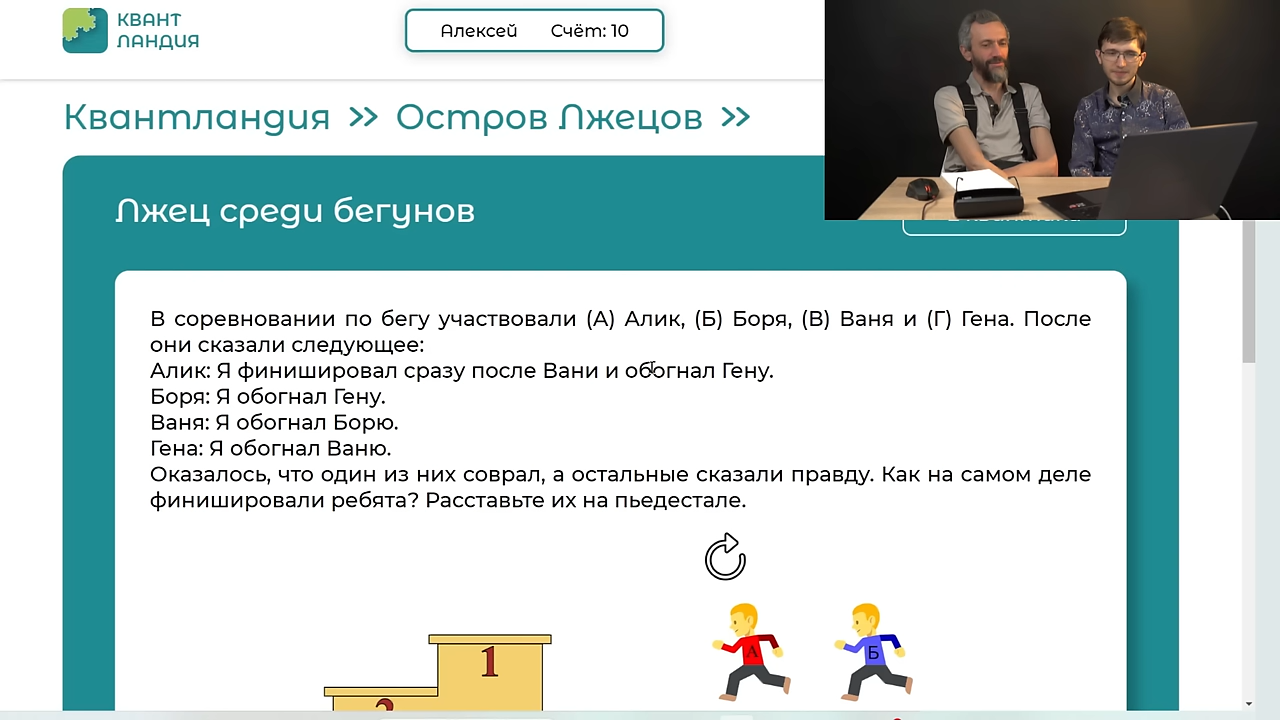 КВАНТ
ЛАНДИЯ
Алексей Счёт: 10
Квантландия >> Остров Лжецов >>
Лжец среди бегунов
В соревновании по бегу участвовали (А) Алик, (Б) Боря, (В) Ваня и (Г) Гена. После
они сказали следующее:
Алик: Я финишировал сразу после Вани и обогнал Гену.
Боря: Я обогнал Гену.
Ваня: Я обогнал Борю.
Гена: Я обогнал Ваню.
Оказалось, что один из них соврал, а остальные сказали правду. Как на самом деле
финишировали ребята? Расставьте их на пьедестале.
А
Б
1
2